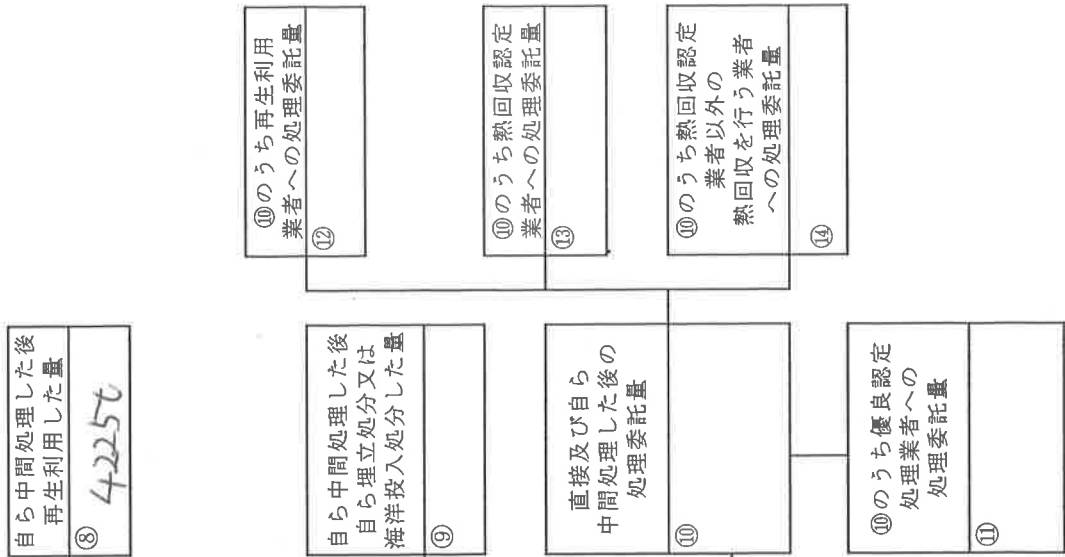 自ら中間処理した後
再生利用した量
⑧ 4225t
自ら中間処理した後
自ら埋立処分又は
海洋投入処分した量
⑨
直接及び自ら
中間処理した後の
処理委託量
⑩
⑩のうち優良認定
処理業者への
処理委託量
⑪
⑩のうち再生利用
業者への処理委託量
⑫
⑩のうち熱回収認定
業者への処理委託量
⑬
⑩のうち熱回収認定
業者以外の
熱回収を行う業者
への処理委託量
⑭